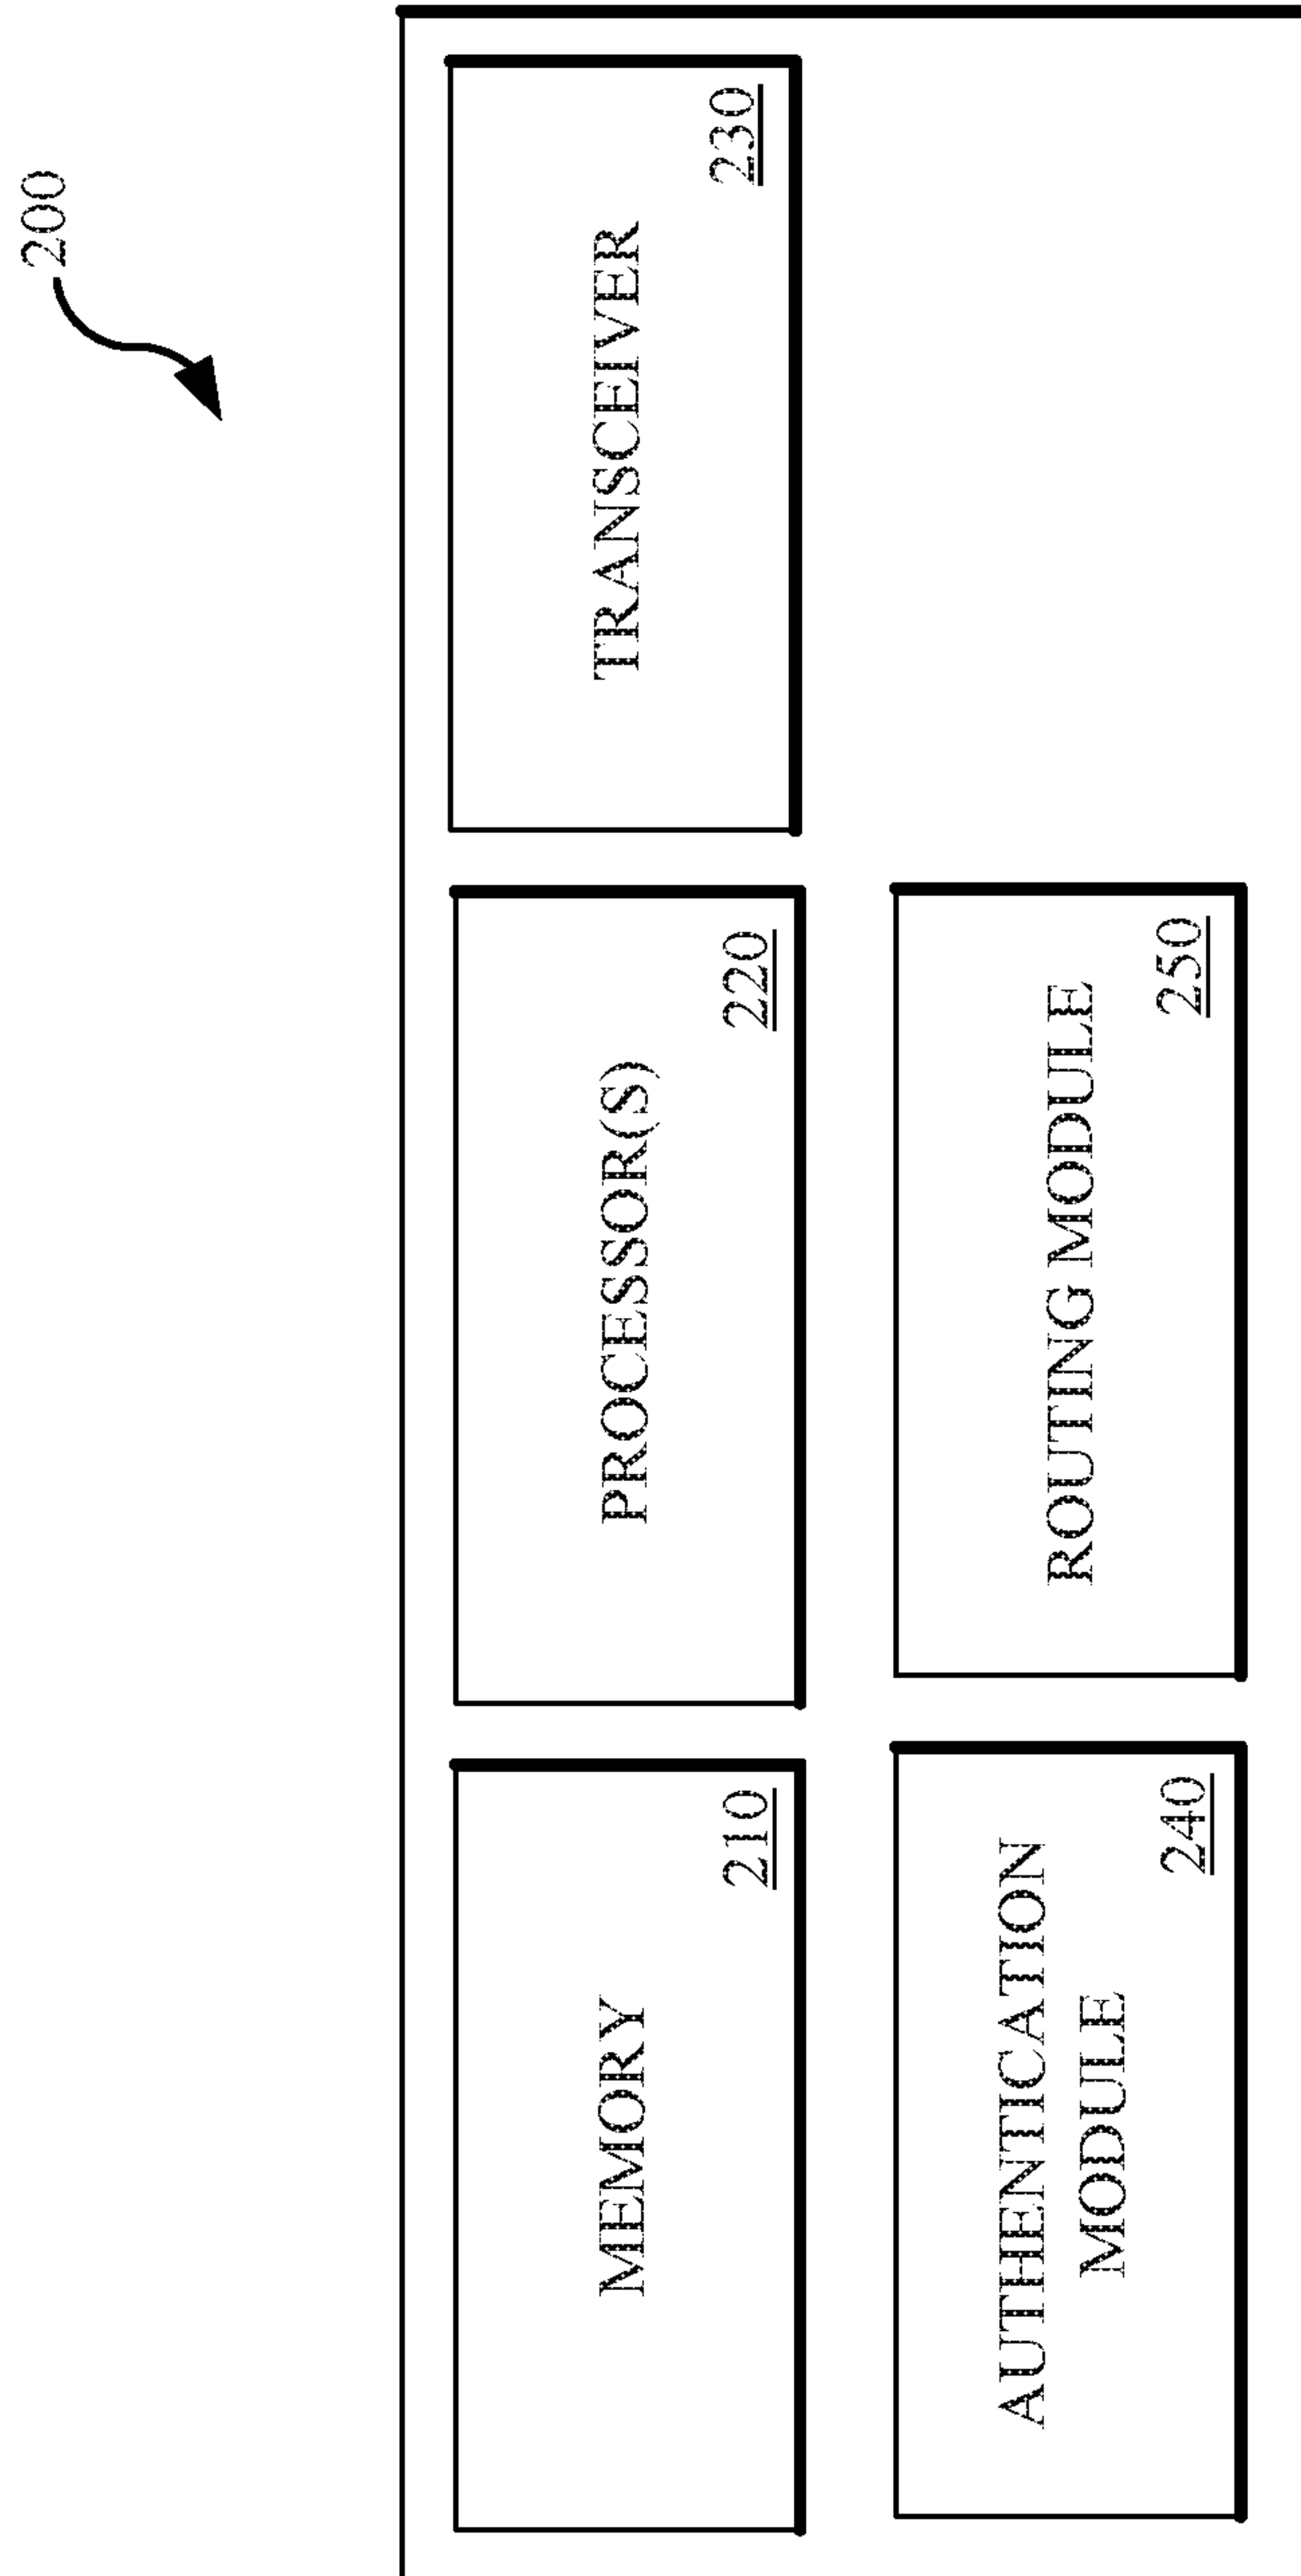 200
MEMORY
210
PROCESSOR(S)
220
TRANSCEIVER
230
AUTHENTICATION
MODULE
240
ROUTING MODULE
250